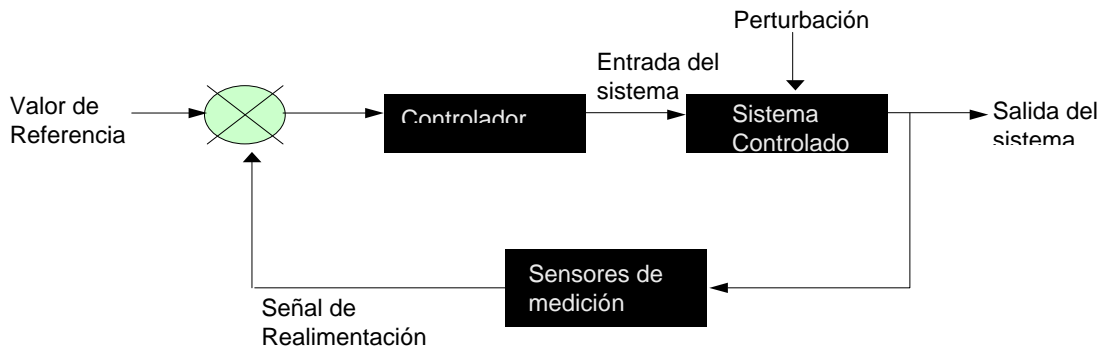 Perturbación
Entrada del
sistema
Valor de
Referencia
Controlador
Sistema
Controlado
Salida del
sistema
Sensores de
medición
Señal de
Realimentación